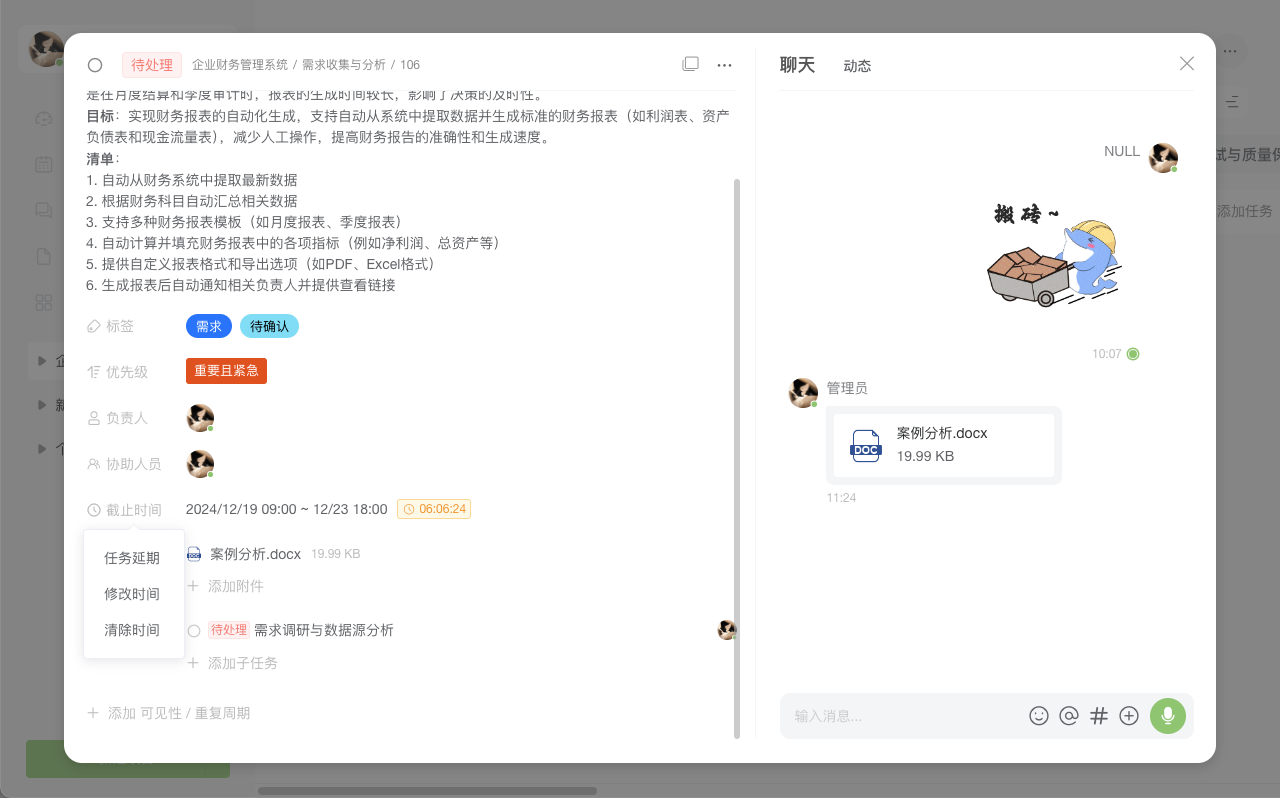 待处理
企业财务管理系统 / 需求收集与分析 / 106
是在月度结算和季度审计时，报表的生成时间较长，影响了决策的及时性。
目标：实现财务报表的自动化生成，支持自动从系统中提取数据并生成标准的财务报表（如利润表、资产
负债表和现金流量表），减少人工操作，提高财务报告的准确性和生成速度。
清单：
1. 自动从财务系统中提取最新数据
2. 根据财务科目自动汇总相关数据
3. 支持多种财务报表模板（如月度报表、季度报表）
4. 自动计算并填充财务报表中的各项指标（例如净利润、总资产等）
5. 提供自定义报表格式和导出选项（如PDF、Excel格式）
6. 生成报表后自动通知相关负责人并提供查看链接
标签 需求 待确认
优先级 重要且紧急
负责人
协助人员
截止时间 2024/12/19 09:00 ~ 12/23 18:00 06:06:24
任务延期
修改时间
清除时间
DOC 案例分析.docx 19.99 KB
添加附件
待处理 需求调研与数据源分析
添加子任务
添加 可见性 / 重复周期
聊天 动态
NULL
搬砖~
10:07
管理员
DOC
案例分析.docx
19.99 KB
11:24
输入消息...
试与质量保
添加任务